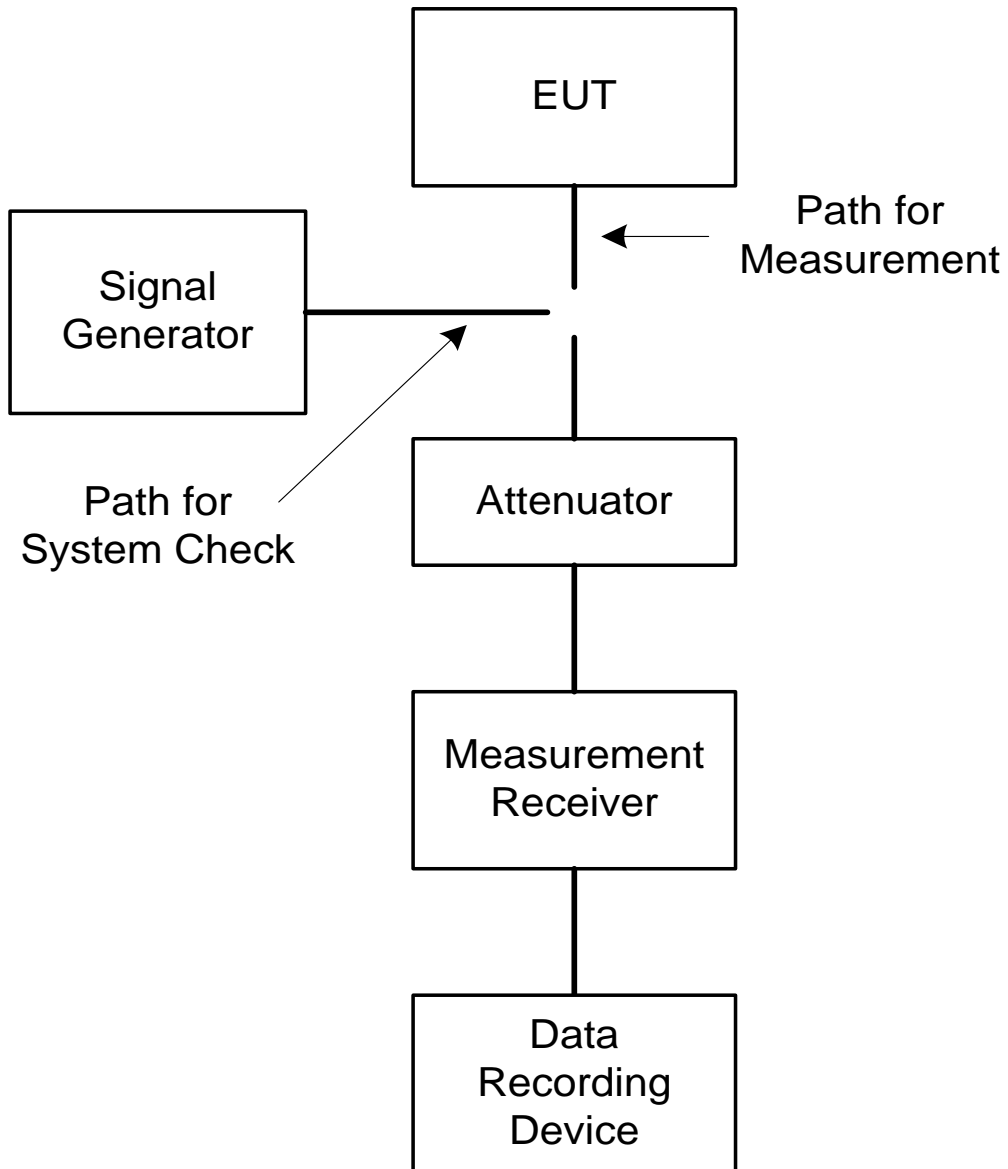 EUT
Path for
Measurement
Signal
Generator
Path for
System Check
Attenuator
Measurement
Receiver
Data
Recording
Device